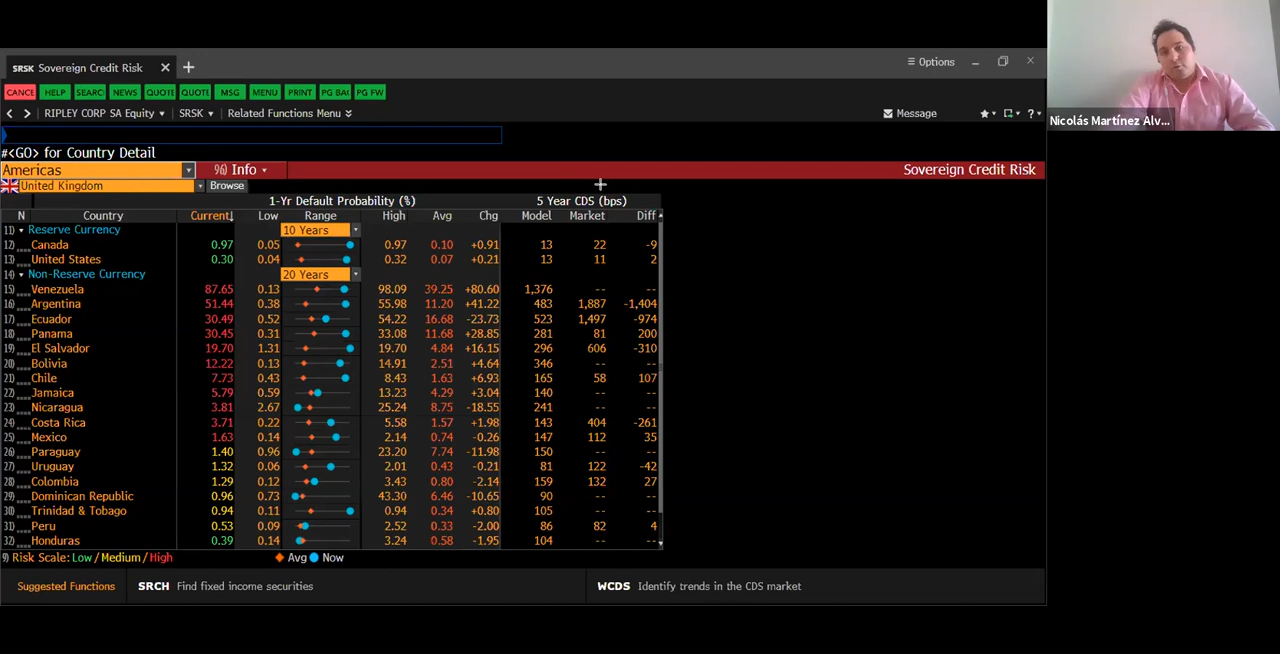 SRSK Sovereign Credit Risk
Options
CANCE HELP SEARC NEWS QUOTE QUOTL MSG MENU PRINT PG BAC PG FW
RIPLEY CORP SA Equity SRSK Related Functions Menu
Message
#<GO> for Country Detail
Americas 96) Info Sovereign Credit Risk
United Kingdom Browse
1-Yr Default Probability (%) 5 Year CDS (bps)
N Country Current Low Range High Avg Chg Model Market Diff
11) Reserve Currency 10 Years
12) Canada 0.97 0.05 0.97 0.10 +0.91 13 22 -9
13) United States 0.30 0.04 0.32 0.07 +0.21 13 11 2
14) Non-Reserve Currency 20 Years
15) Venezuela 87.65 0.13 98.09 39.25 +80.60 1,376 -- --
16) Argentina 51.44 0.38 55.98 11.20 +41.22 483 1,887 -1,404
17) Ecuador 30.49 0.52 54.22 16.68 -23.73 523 1,497 -974
18) Panama 30.45 0.31 33.08 11.68 +28.85 281 81 200
19) El Salvador 19.70 1.31 19.70 4.84 +16.15 296 606 -310
20) Bolivia 12.22 0.13 14.91 2.51 +4.64 346 -- --
21) Chile 7.73 0.43 8.43 1.63 +6.93 165 58 107
22) Jamaica 5.79 0.59 13.23 4.29 +3.04 140 -- --
23) Nicaragua 3.81 2.67 25.24 8.75 -18.55 241 -- --
24) Costa Rica 3.71 0.22 5.58 1.57 +1.98 143 404 -261
25) Mexico 1.63 0.14 2.14 0.74 -0.26 147 112 35
26) Paraguay 1.40 0.96 23.20 7.74 -11.98 150 -- --
27) Uruguay 1.32 0.06 2.01 0.43 -0.21 81 122 -42
28) Colombia 1.29 0.12 3.43 0.80 -2.14 159 132 27
29) Dominican Republic 0.96 0.73 43.30 6.46 -10.65 90 -- --
30) Trinidad & Tobago 0.94 0.11 0.94 0.34 +0.80 105 -- --
31) Peru 0.53 0.09 2.52 0.33 -2.00 86 82 4
32) Honduras 0.39 0.14 3.24 0.58 -1.95 104 -- --
9) Risk Scale: Low / Medium / High Avg Now
Suggested Functions SRCH Find fixed income securities WCDS Identify trends in the CDS market
Nicolás Martínez Alv...